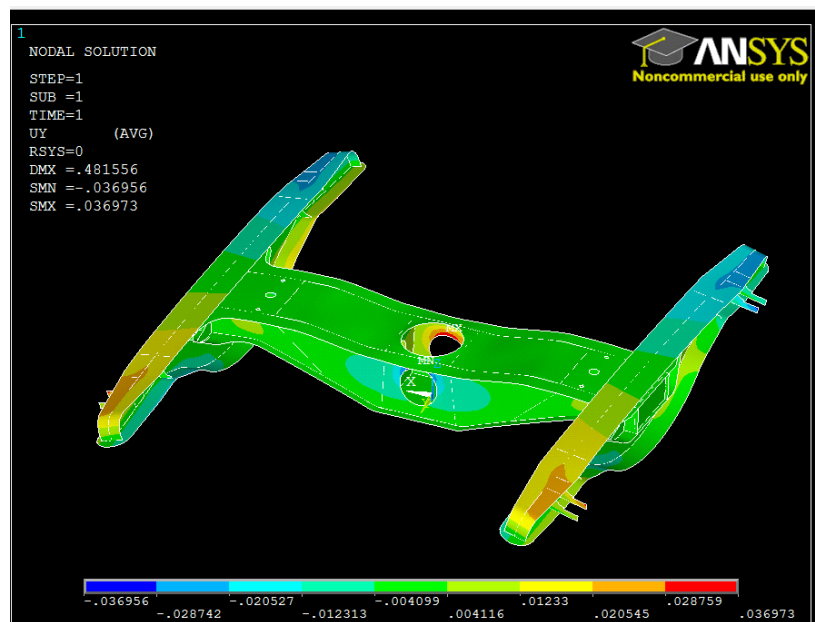 1
NODAL SOLUTION
STEP=1
SUB =1
TIME=1
UY (AVG)
RSYS=0
DMX =.481556
SMN =-.036956
SMX =.036973
ANSYS
Noncommercial use only
MX
MN
X
Y
-.036956 -.020527 -.004099 .01233 .028759
-.028742 -.012313 .004116 .020545 .036973